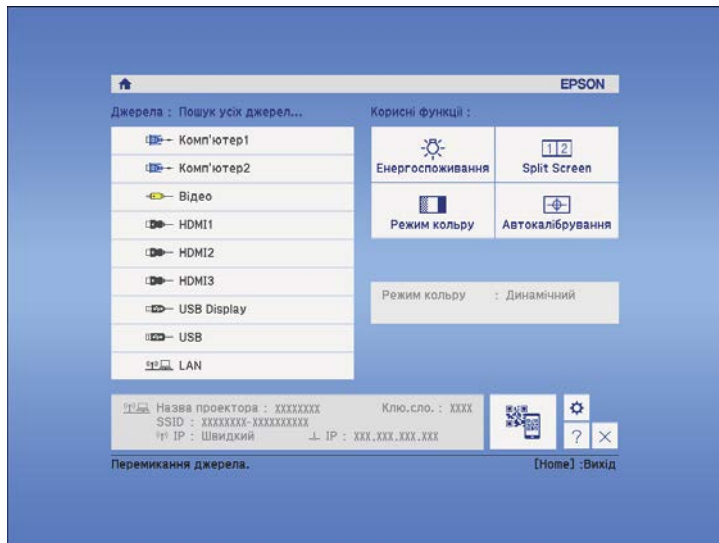 EPSON
Джерела : Пошук усіх джерел...
Комп'ютер1
Комп'ютер2
Відео
HDMI1
HDMI2
HDMI3
USB Display
USB
LAN
Корисні функції :
Енергоспоживання
1 2
Split Screen
Режим кольру
Автокалібрування
Режим кольру : Динамічний
Назва проектора : XXXXXXXX Клю.сло. : XXXX
SSID : XXXXXXXX-XXXXXXXXXX
IP : Швидкий IP : XXX.XXX.XXX.XXX
?
Перемикання джерела. [Home] :Вихід